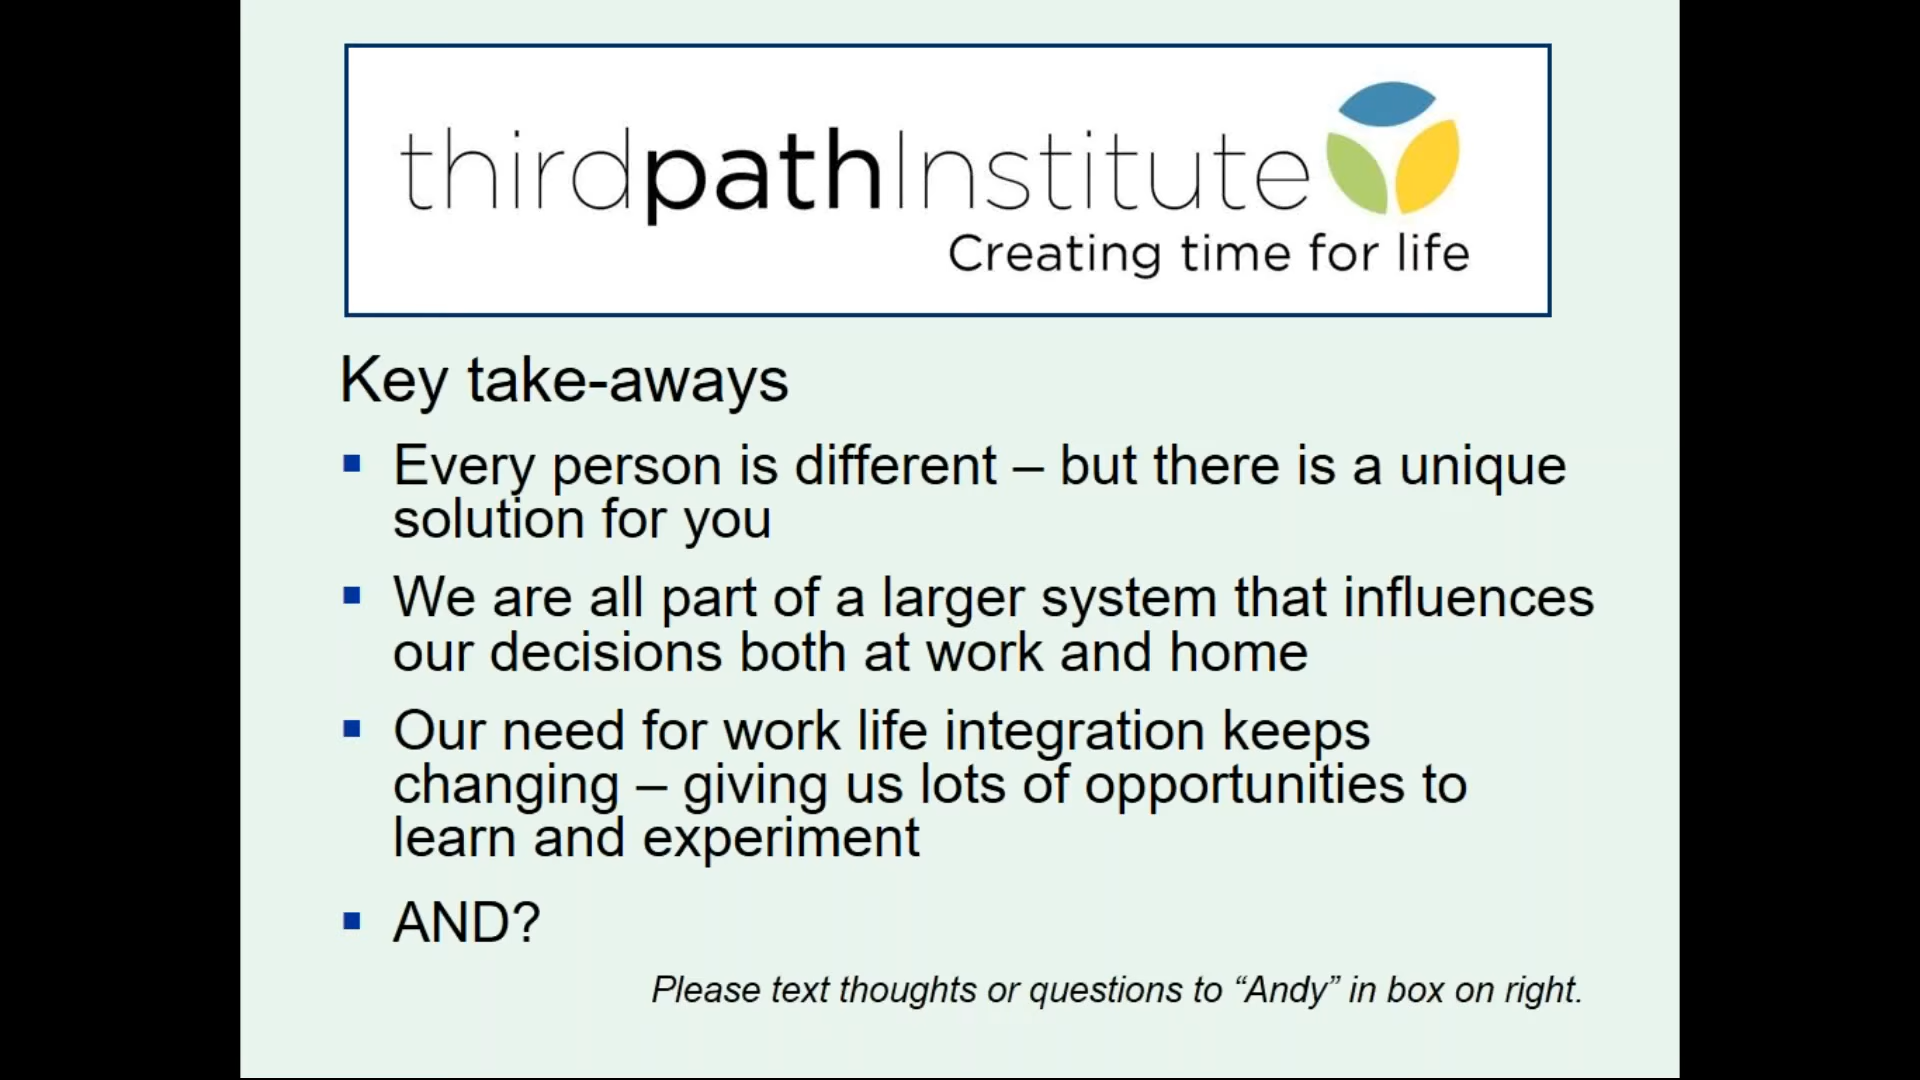 thirdpathInstitute
Creating time for life
Key take-aways
Every person is different – but there is a unique
solution for you
We are all part of a larger system that influences
our decisions both at work and home
Our need for work life integration keeps
changing – giving us lots of opportunities to
learn and experiment
AND?
Please text thoughts or questions to “Andy” in box on right.